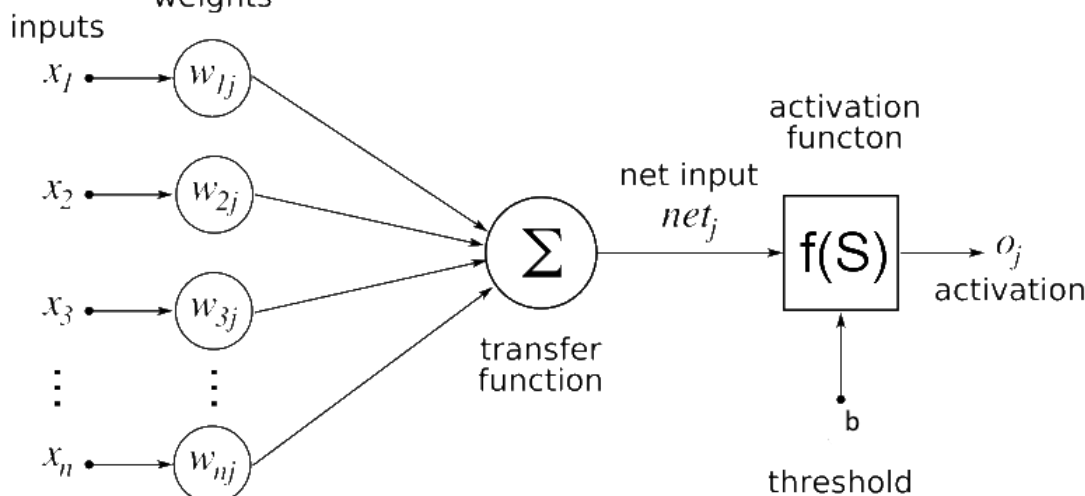 weights
inputs
x1
w1j
x2
w2j
x3
w3j
⋮
⋮
xn
wnj
Σ
transfer
function
net input
netj
activation
functon
f(S)
oj
activation
b
threshold